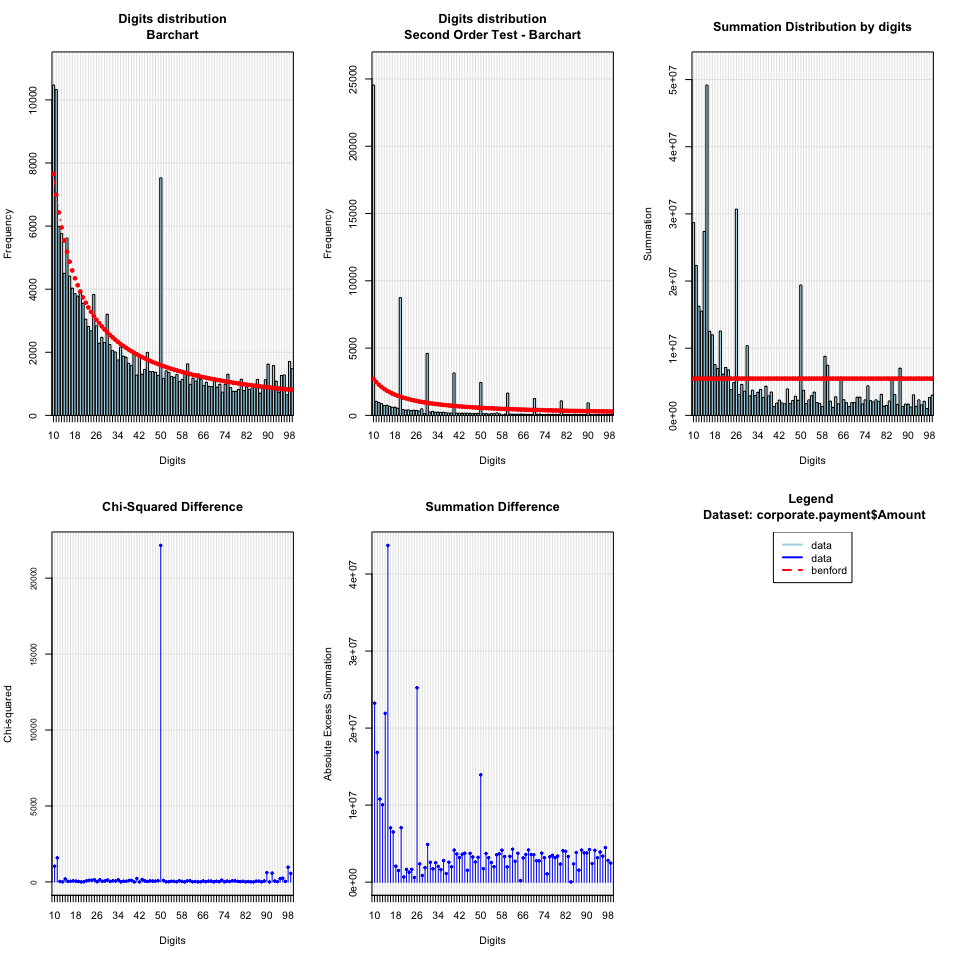 Digits distribution
Barchart
Frequency
0 2000 4000 6000 8000 10000
10 18 26 34 42 50 58 66 74 82 90 98
Digits
Digits distribution
Second Order Test - Barchart
Frequency
0 5000 10000 15000 20000 25000
10 18 26 34 42 50 58 66 74 82 90 98
Digits
Summation Distribution by digits
Summation
0e+00 1e+07 2e+07 3e+07 4e+07 5e+07
10 18 26 34 42 50 58 66 74 82 90 98
Digits
Chi-Squared Difference
Chi-squared
0 5000 10000 15000 20000
10 18 26 34 42 50 58 66 74 82 90 98
Digits
Summation Difference
Absolute Excess Summation
0e+00 1e+07 2e+07 3e+07 4e+07
10 18 26 34 42 50 58 66 74 82 90 98
Digits
Legend
Dataset: corporate.payment$Amount
data
data
benford